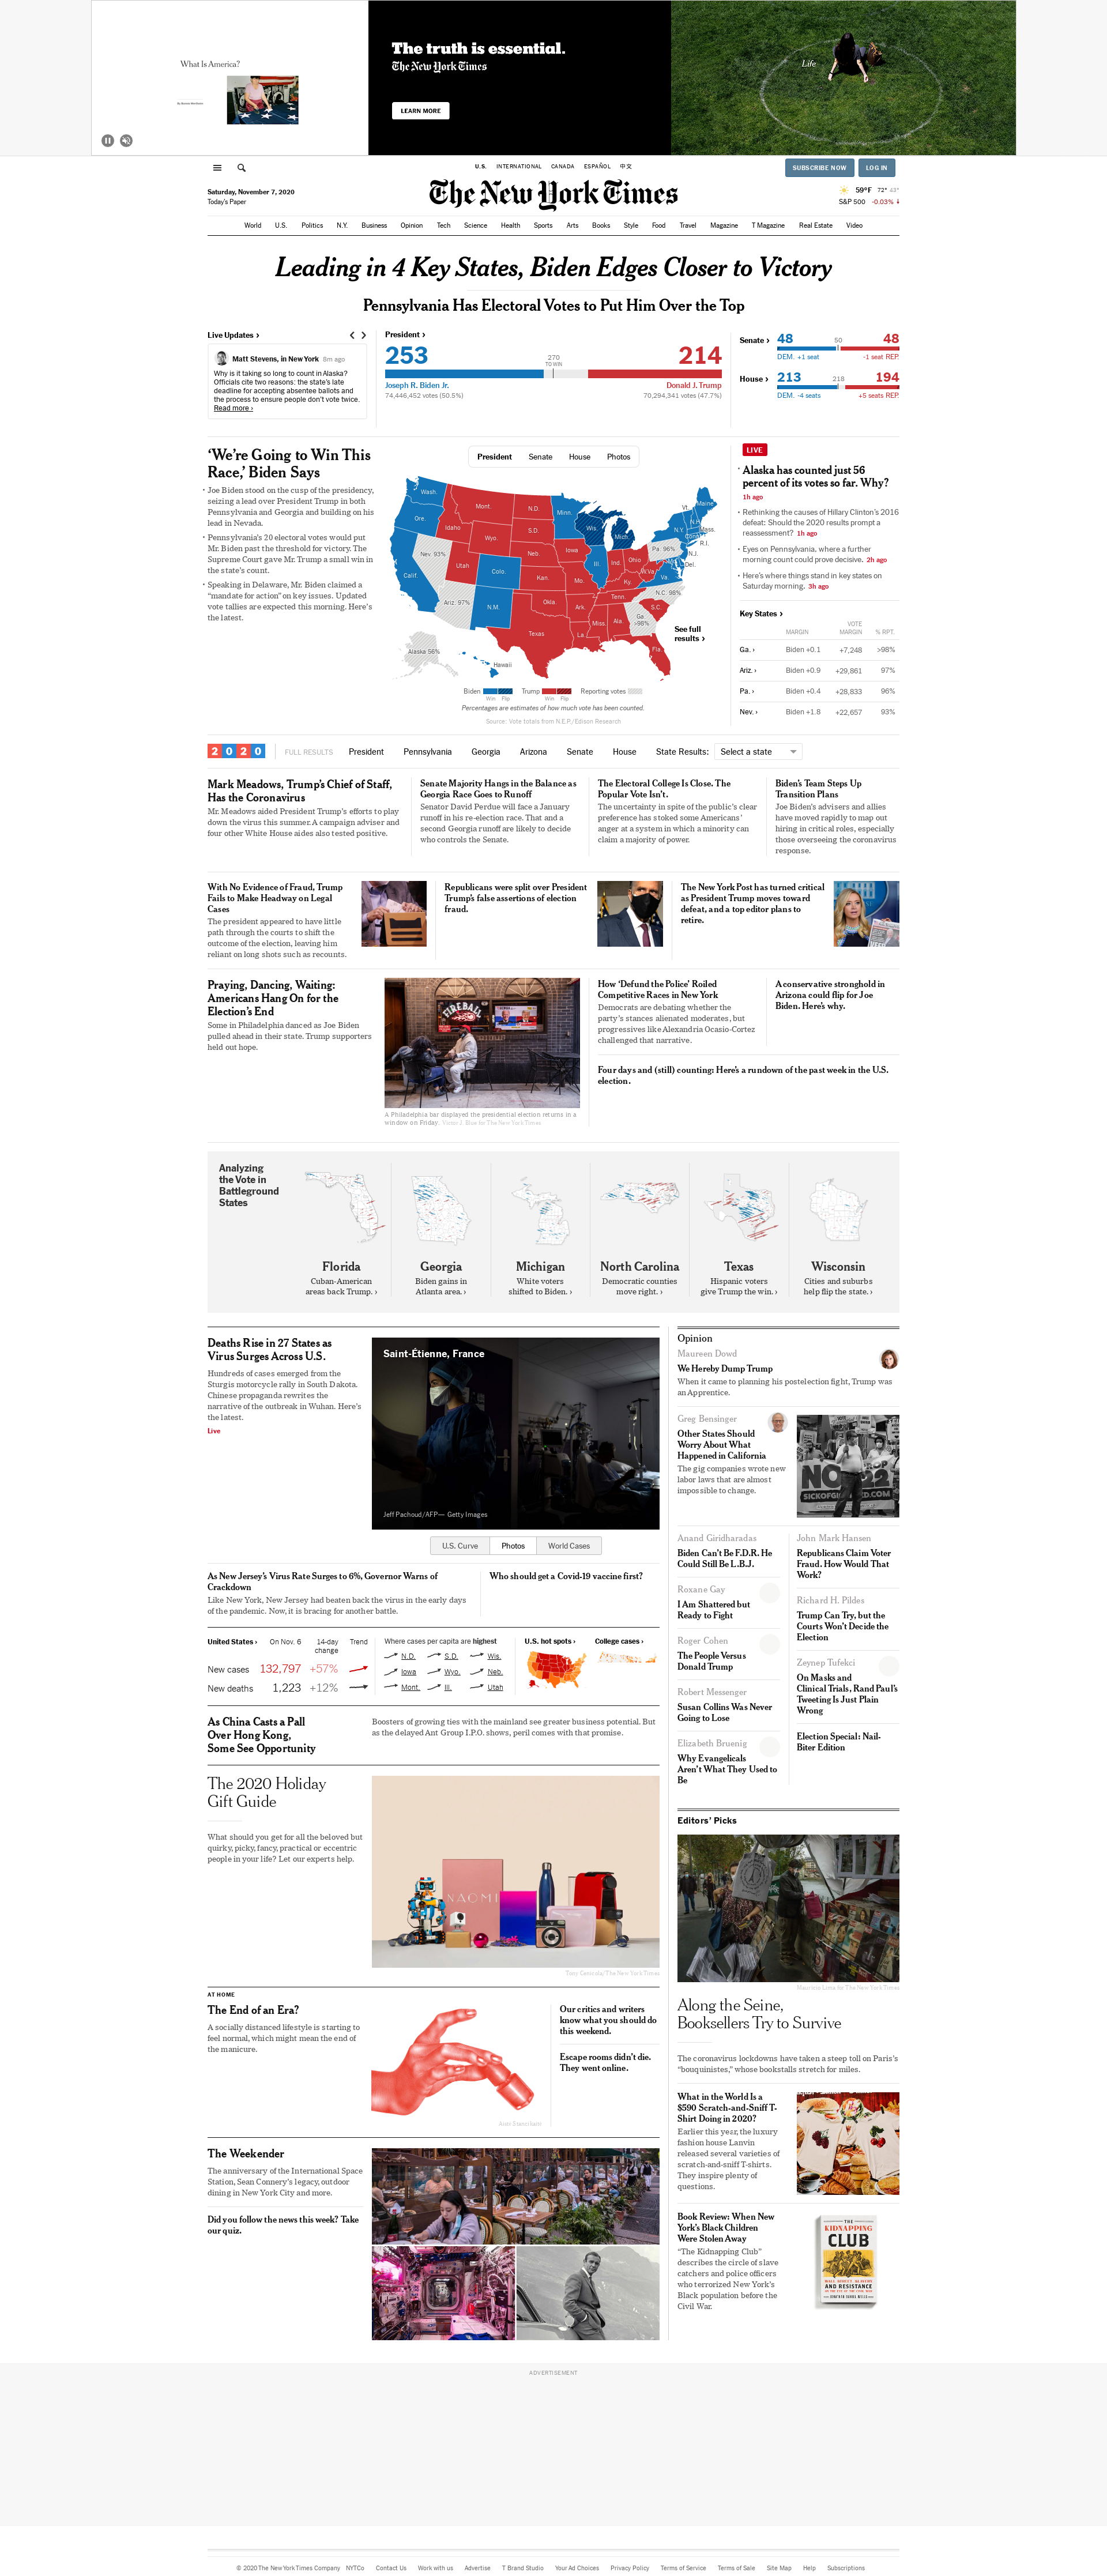 What Is America?
The truth is essential.
The New York Times
LEARN MORE
Life
U.S. INTERNATIONAL CANADA ESPAÑOL 中文
SUBSCRIBE NOW LOG IN
Saturday, November 7, 2020
Today's Paper
The New York Times
59°F 72° 43°
S&P 500 -0.03%
World U.S. Politics N.Y. Business Opinion Tech Science Health Sports Arts Books Style Food Travel Magazine T Magazine Real Estate Video
Leading in 4 Key States, Biden Edges Closer to Victory
Pennsylvania Has Electoral Votes to Put Him Over the Top
Live Updates ›
Matt Stevens, in New York 8m ago
Why is it taking so long to count in Alaska?
Officials cite two reasons: the state's late
deadline for accepting absentee ballots and
the process to ensure people don't vote twice.
Read more ›
President ›
253
270
TO WIN
214
Joseph R. Biden Jr.
Donald J. Trump
74,446,452 votes (50.5%)
70,294,341 votes (47.7%)
Senate › 48 50 48
DEM. +1 seat -1 seat REP.
House › 213 218 194
DEM. -4 seats +5 seats REP.
‘We’re Going to Win This
Race,’ Biden Says
• Joe Biden stood on the cusp of the presidency,
seizing a lead over President Trump in both
Pennsylvania and Georgia and building on his
lead in Nevada.
• Pennsylvania's 20 electoral votes would put
Mr. Biden past the threshold for victory. The
Supreme Court gave Mr. Trump a small win in
the state's count.
• Speaking in Delaware, Mr. Biden claimed a
“mandate for action” on key issues. Updated
vote tallies are expected this morning. Here's
the latest.
President Senate House Photos
Wash.
Ore.
Calif.
Nev. 93%
Idaho
Mont.
Wyo.
Utah
Colo.
Ariz. 97%
N.M.
N.D.
S.D.
Neb.
Kan.
Okla.
Texas
Minn.
Iowa
Mo.
Ark.
La.
Wis.
Ill.
Mich.
Ind.
Ohio
Ky.
Tenn.
Miss.
Ala.
Ga.
>98%
Fla.
S.C.
N.C. 98%
Va.
W.Va.
Pa. 96%
N.Y.
Vt.
N.H.
Maine
Mass.
Conn.
R.I.
N.J.
Del.
Alaska 56%
Hawaii
See full
results ›
Biden Trump Reporting votes
Win Flip Win Flip
Percentages are estimates of how much vote has been counted.
Source: Vote totals from N.E.P./Edison Research
LIVE
• Alaska has counted just 56
percent of its votes so far. Why?
1h ago
• Rethinking the causes of Hillary Clinton's 2016
defeat: Should the 2020 results prompt a
reassessment? 1h ago
• Eyes on Pennsylvania, where a further
morning count could prove decisive. 2h ago
• Here's where things stand in key states on
Saturday morning. 3h ago
Key States ›
MARGIN VOTE MARGIN % RPT.
Ga. › Biden +0.1 +7,248 >98%
Ariz. › Biden +0.9 +29,861 97%
Pa. › Biden +0.4 +28,833 96%
Nev. › Biden +1.8 +22,657 93%
2020 FULL RESULTS President Pennsylvania Georgia Arizona Senate House State Results: Select a state
Mark Meadows, Trump's Chief of Staff,
Has the Coronavirus
Mr. Meadows aided President Trump's efforts to play
down the virus this summer. A campaign adviser and
four other White House aides also tested positive.
Senate Majority Hangs in the Balance as
Georgia Race Goes to Runoff
Senator David Perdue will face a January
runoff in his re-election race. That and a
second Georgia runoff are likely to decide
who controls the Senate.
The Electoral College Is Close. The
Popular Vote Isn't.
The uncertainty in spite of the public's clear
preference has stoked some Americans'
anger at a system in which a minority can
claim a majority of power.
Biden's Team Steps Up
Transition Plans
Joe Biden's advisers and allies
have moved rapidly to map out
hiring in critical roles, especially
those overseeing the coronavirus
response.
With No Evidence of Fraud, Trump
Fails to Make Headway on Legal
Cases
The president appeared to have little
path through the courts to shift the
outcome of the election, leaving him
reliant on long shots such as recounts.
Republicans were split over President
Trump's false assertions of election
fraud.
The New York Post has turned critical
as President Trump moves toward
defeat, and a top editor plans to
retire.
Praying, Dancing, Waiting:
Americans Hang On for the
Election's End
Some in Philadelphia danced as Joe Biden
pulled ahead in their state. Trump supporters
held out hope.
FIREBALL
A Philadelphia bar displayed the presidential election returns in a
window on Friday. Victor J. Blue for The New York Times
How ‘Defund the Police’ Roiled
Competitive Races in New York
Democrats are debating whether the
party's stances alienated moderates, but
progressives like Alexandria Ocasio-Cortez
challenged that narrative.
A conservative stronghold in
Arizona could flip for Joe
Biden. Here's why.
Four days and (still) counting: Here's a rundown of the past week in the U.S.
election.
Analyzing
the Vote in
Battleground
States
Florida
Cuban-American
areas back Trump. ›
Georgia
Biden gains in
Atlanta area. ›
Michigan
White voters
shifted to Biden. ›
North Carolina
Democratic counties
move right. ›
Texas
Hispanic voters
give Trump the win. ›
Wisconsin
Cities and suburbs
help flip the state. ›
Deaths Rise in 27 States as
Virus Surges Across U.S.
Hundreds of cases emerged from the
Sturgis motorcycle rally in South Dakota.
Chinese propaganda rewrites the
narrative of the outbreak in Wuhan. Here's
the latest.
Live
Saint-Étienne, France
Jeff Pachoud/AFP— Getty Images
U.S. Curve Photos World Cases
As New Jersey's Virus Rate Surges to 6%, Governor Warns of
Crackdown
Like New York, New Jersey had beaten back the virus in the early days
of the pandemic. Now, it is bracing for another battle.
Who should get a Covid-19 vaccine first?
United States › On Nov. 6 14-day change Trend
New cases 132,797 +57%
New deaths 1,223 +12%
Where cases per capita are highest
N.D. S.D. Wis.
Iowa Wyo. Neb.
Mont. Ill. Utah
U.S. hot spots ›
College cases ›
As China Casts a Pall
Over Hong Kong,
Some See Opportunity
Boosters of growing ties with the mainland see greater business potential. But
as the delayed Ant Group I.P.O. shows, peril comes with that promise.
The 2020 Holiday
Gift Guide
What should you get for all the beloved but
quirky, picky, fancy, practical or eccentric
people in your life? Let our experts help.
NAOMI
Tony Cenicola/The New York Times
AT HOME
The End of an Era?
A socially distanced lifestyle is starting to
feel normal, which might mean the end of
the manicure.
Our critics and writers
know what you should do
this weekend.
Escape rooms didn't die.
They went online.
The Weekender
The anniversary of the International Space
Station, Sean Connery's legacy, outdoor
dining in New York City and more.
Did you follow the news this week? Take
our quiz.
Opinion
Maureen Dowd
We Hereby Dump Trump
When it came to planning his postelection fight, Trump was
an Apprentice.
Greg Bensinger
Other States Should
Worry About What
Happened in California
The gig companies wrote new
labor laws that are almost
impossible to change.
Anand Giridharadas
Biden Can't Be F.D.R. He
Could Still Be L.B.J.
Roxane Gay
I Am Shattered but
Ready to Fight
Roger Cohen
The People Versus
Donald Trump
Robert Messenger
Susan Collins Was Never
Going to Lose
Elizabeth Bruenig
Why Evangelicals
Aren't What They Used to
Be
John Mark Hansen
Republicans Claim Voter
Fraud. How Would That
Work?
Richard H. Pildes
Trump Can Try, but the
Courts Won't Decide the
Election
Zeynep Tufekci
On Masks and
Clinical Trials, Rand Paul's
Tweeting Is Just Plain
Wrong
Election Special: Nail-
Biter Edition
Editors' Picks
Mauricio Lima for The New York Times
Along the Seine,
Booksellers Try to Survive
The coronavirus lockdowns have taken a steep toll on Paris's
“bouquinistes,” whose bookstalls stretch for miles.
What in the World Is a
$590 Scratch-and-Sniff T-
Shirt Doing in 2020?
Earlier this year, the luxury
fashion house Lanvin
released several varieties of
scratch-and-sniff T-shirts.
They inspire plenty of
questions.
Book Review: When New
York's Black Children
Were Stolen Away
“The Kidnapping Club”
describes the circle of slave
catchers and police officers
who terrorized New York's
Black population before the
Civil War.
THE
KIDNAPPING
CLUB
AND RESISTANCE
ADVERTISEMENT
© 2020 The New York Times Company NYTCo Contact Us Work with us Advertise T Brand Studio Your Ad Choices Privacy Policy Terms of Service Terms of Sale Site Map Help Subscriptions